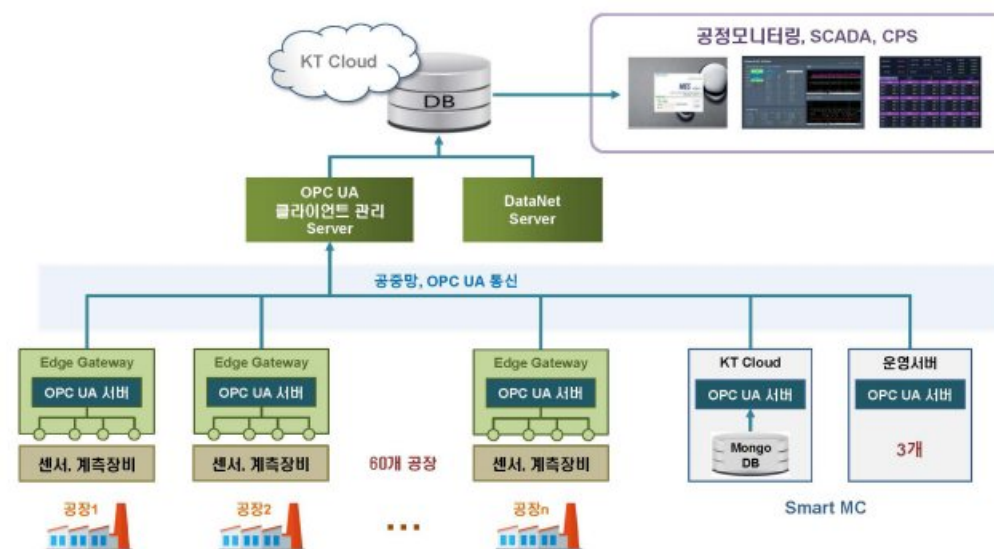 공정모니터링, SCADA, CPS
KT Cloud
DB
OPC UA
클라이언트 관리
Server
DataNet
Server
공중망, OPC UA 통신
Edge Gateway
OPC UA 서버
센서, 계측장비
공장1
Edge Gateway
OPC UA 서버
센서, 계측장비
공장2
60개 공장
...
Edge Gateway
OPC UA 서버
센서, 계측장비
공장n
KT Cloud
OPC UA 서버
Mongo
DB
운영서버
OPC UA 서버
3개
Smart MC